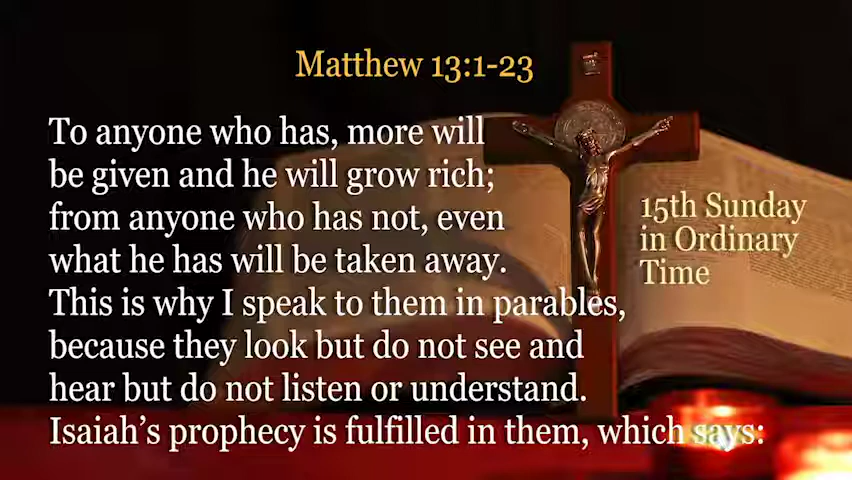 Matthew 13:1-23
To anyone who has, more will
be given and he will grow rich;
from anyone who has not, even
what he has will be taken away.
This is why I speak to them in parables,
because they look but do not see and
hear but do not listen or understand.
Isaiah’s prophecy is fulfilled in them, which says:
15th Sunday
in Ordinary
Time